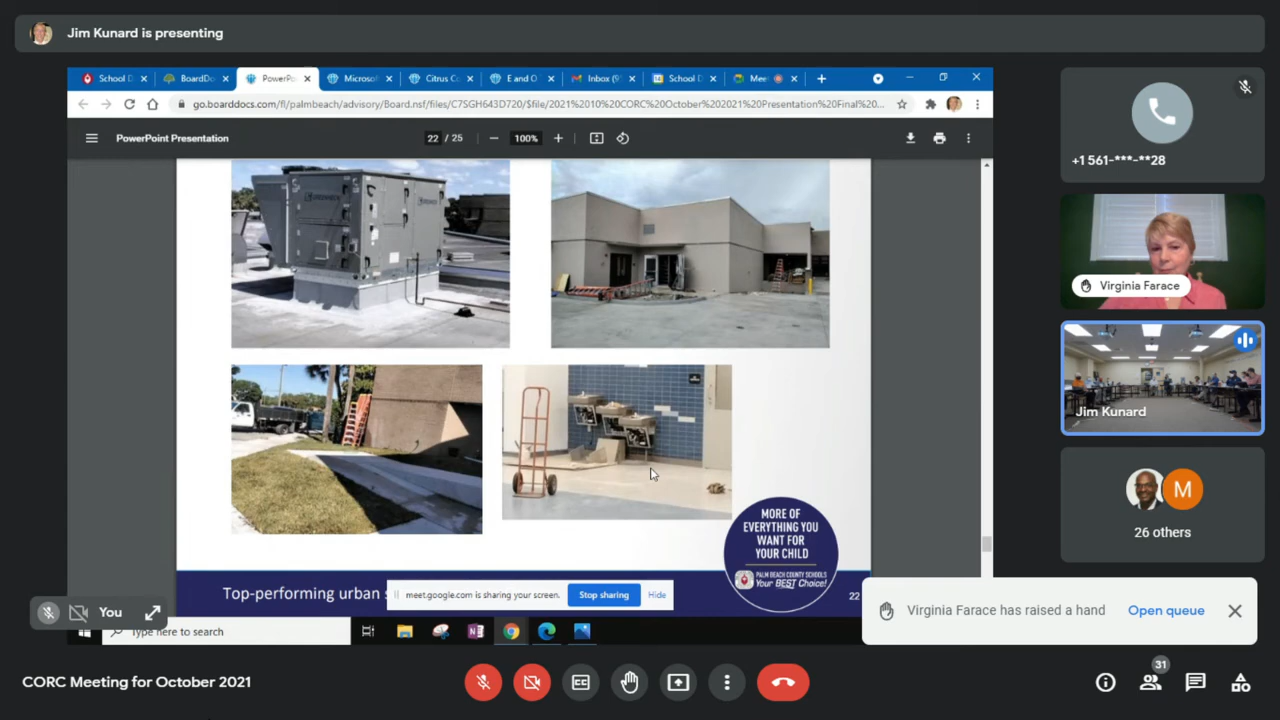 Jim Kunard is presenting
School D
BoardDo
PowerPo
Microsof
Citrus Co
E and O
Inbox (9
School D
Mee
go.boarddocs.com/fl/palmbeach/advisory/Board.nsf/files/C7SGH643D720/$file/2021%2010%20CORC%20October%202021%20Presentation%20Final%20...
PowerPoint Presentation
22 / 25
100%
+1 561-***-**28
Virginia Farace
Jim Kunard
M
26 others
MORE OF
EVERYTHING YOU
WANT FOR
YOUR CHILD
PALM BEACH COUNTY SCHOOLS
Your BEST Choice!
Top-performing urban s
meet.google.com is sharing your screen.
Stop sharing
Hide
22
Virginia Farace has raised a hand
Open queue
You
Type here to search
CORC Meeting for October 2021
31